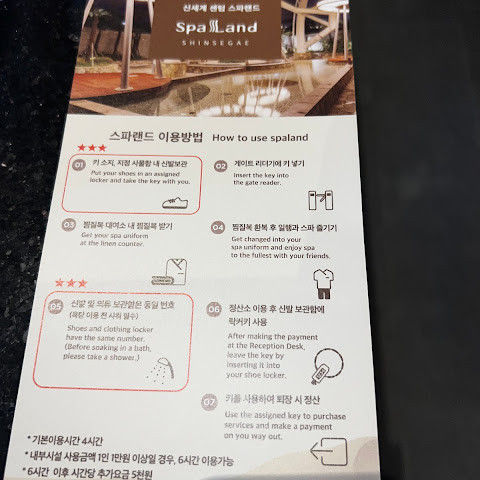 신세계 센텀 스파랜드
Spa Land
SHINSEGAE
스파랜드 이용방법 How to use spaland
★★★
01
키 소지, 지정 사물함 내 신발보관
Put your shoes in an assigned
locker and take the key with you.
02
게이트 리더기에 키 넣기
Insert the key into
the gate reader.
03
찜질복 대여소 내 찜질복 받기
Get your spa uniform
at the linen counter.
04
찜질복 환복 후 일행과 스파 즐기기
Get changed into your
spa uniform and enjoy spa
to the fullest with your friends.
★★★
05
신발 및 의류 보관함은 동일 번호
(욕탕 이용 전 샤워 필수)
Shoes and clothing locker
have the same number.
(Before soaking in a bath,
please take a shower.)
06
정산소 이용 후 신발 보관함에
락커키 사용
After making the payment
at the Reception Desk,
leave the key by
inserting it into
your shoe locker.
07
키를 사용하여 퇴장 시 정산
Use the assigned key to purchase
services and make a payment
on you way out.
* 기본이용시간 4시간
* 내부시설 사용금액 1인 1만원 이상일 경우, 6시간 이용가능
* 6시간 이후 시간당 추가요금 5천원